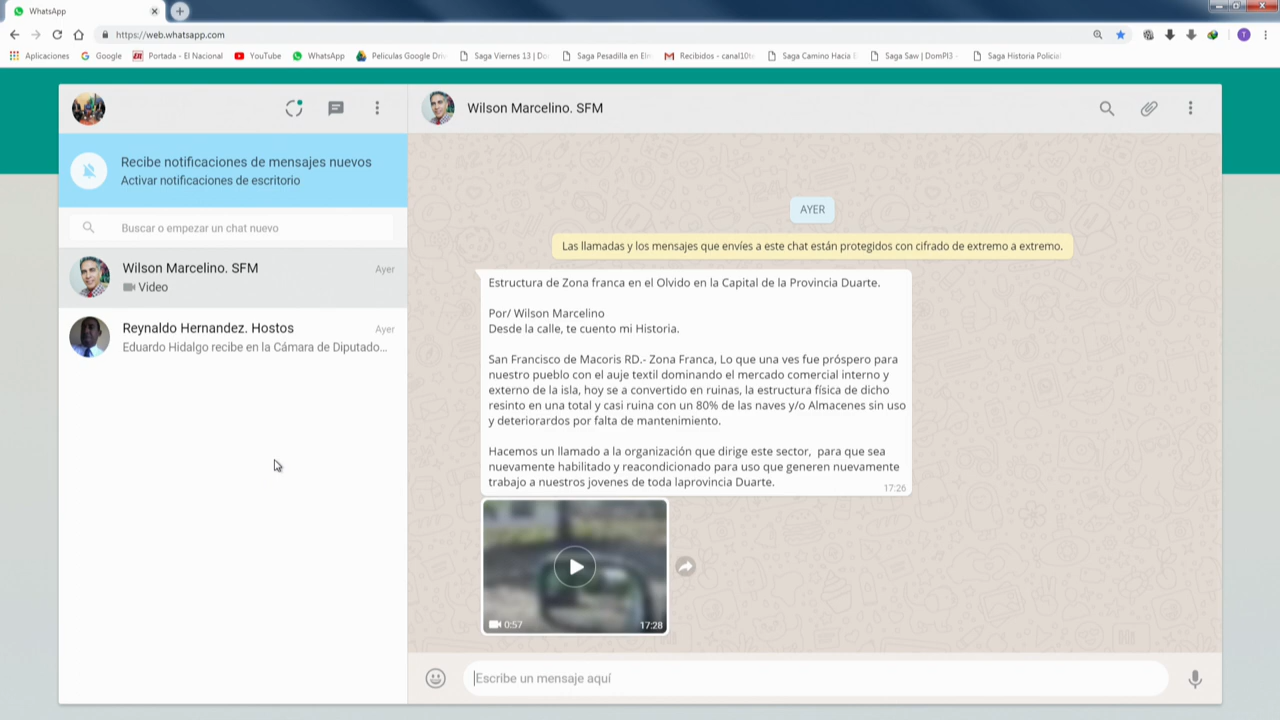 WhatsApp
https://web.whatsapp.com
Aplicaciones
Google
Portada - El Nacional
YouTube
WhatsApp
Peliculas Google Driv
Saga Viernes 13 | Do
Saga Pesadilla en Elm
Recibidos - canal10te
Saga Camino Hacia E
Saga Saw | DomPl3 -
Saga Historia Policial
T
Wilson Marcelino. SFM
Recibe notificaciones de mensajes nuevos
Activar notificaciones de escritorio
Buscar o empezar un chat nuevo
Wilson Marcelino. SFM
Ayer
Video
Reynaldo Hernandez. Hostos
Ayer
Eduardo Hidalgo recibe en la Cámara de Diputado...
AYER
Las llamadas y los mensajes que envíes a este chat están protegidos con cifrado de extremo a extremo.
Estructura de Zona franca en el Olvido en la Capital de la Provincia Duarte.
Por/ Wilson Marcelino
Desde la calle, te cuento mi Historia.
San Francisco de Macoris RD.- Zona Franca, Lo que una ves fue próspero para
nuestro pueblo con el auje textil dominando el mercado comercial interno y
externo de la isla, hoy se a convertido en ruinas, la estructura física de dicho
resinto en una total y casi ruina con un 80% de las naves y/o Almacenes sin uso
y deteriorardos por falta de mantenimiento.
Hacemos un llamado a la organización que dirige este sector,  para que sea
nuevamente habilitado y reacondicionado para uso que generen nuevamente
trabajo a nuestros jovenes de toda laprovincia Duarte.
17:26
0:57
17:28
Escribe un mensaje aquí